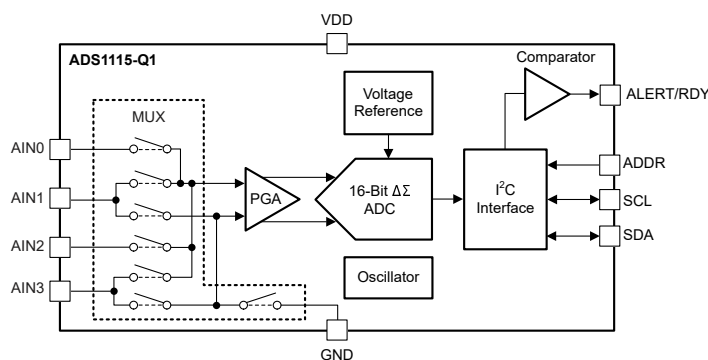 VDD
ADS1115-Q1
Comparator
Voltage
Reference
ALERT/RDY
MUX
AIN0
ADDR
AIN1
PGA
16-Bit ΔΣ
ADC
I²C
Interface
SCL
AIN2
SDA
AIN3
Oscillator
GND